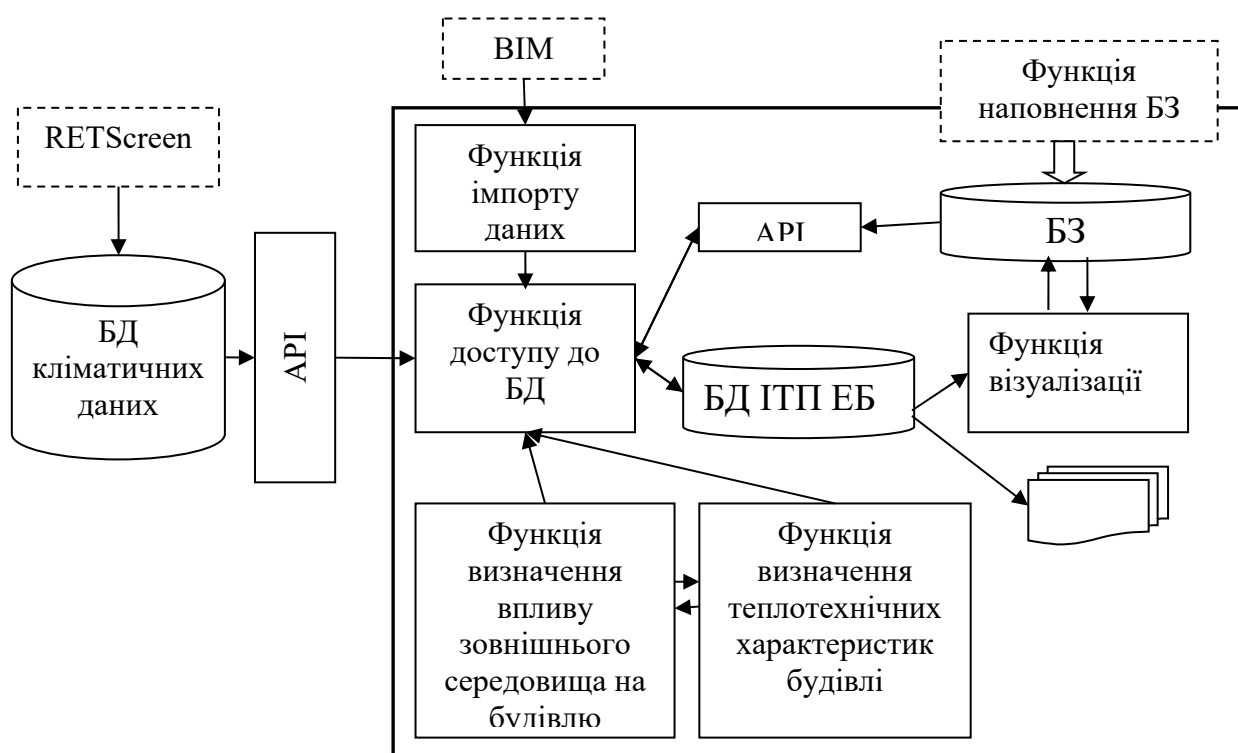 BIM
Функція
наповнення БЗ
RETScreen
Функція
імпорту
даних
API
БЗ
БД
кліматичних
даних
API
Функція
доступу до
БД
БД ІТП ЕБ
Функція
візуалізації
Функція
визначення
впливу
зовнішнього
середовища на
будівлю
Функція
визначення
теплотехнічних
характеристик
будівлі